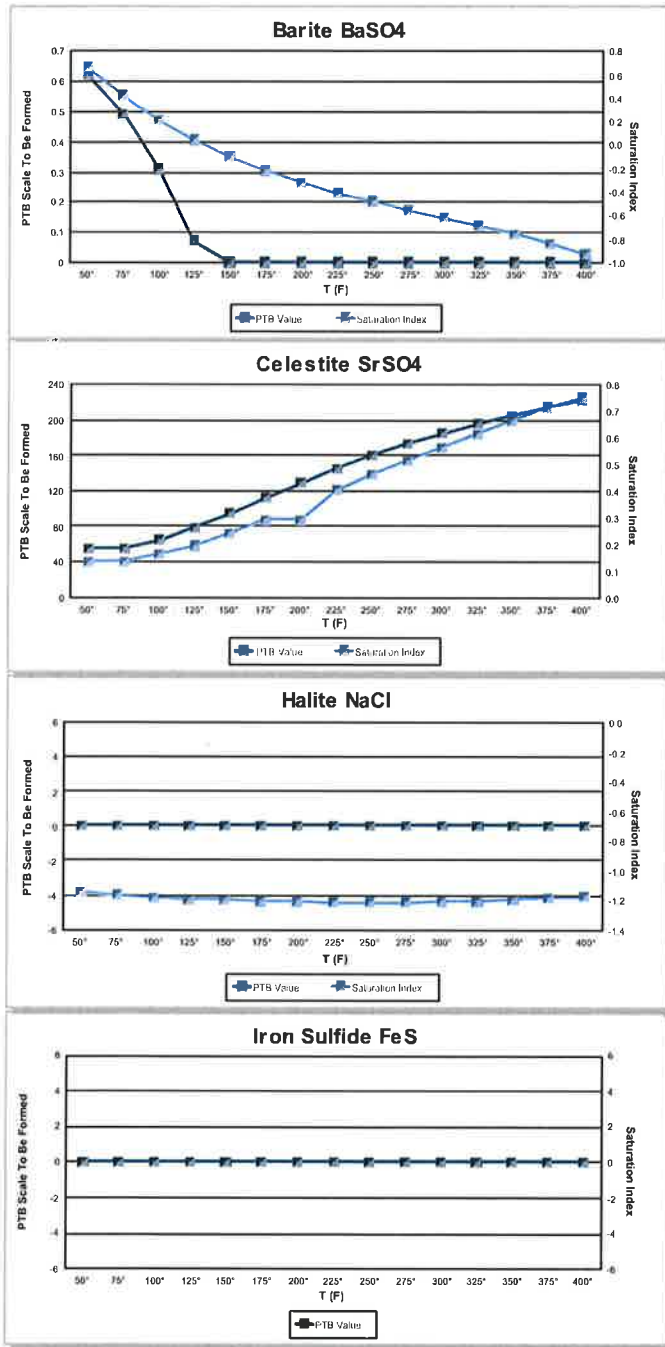 Barite BaSO4
PTB Scale To Be Formed
0.7
0.6
0.5
0.4
0.3
0.2
0.1
0
0.8
0.6
0.4
0.2
0.0
-0.2
-0.4
-0.6
-0.8
-1.0
Saturation Index
50° 75° 100° 125° 150° 175° 200° 225° 250° 275° 300° 325° 350° 375° 400°
T (F)
PTB Value Saturation Index
Celestite SrSO4
PTB Scale To Be Formed
240
200
160
120
80
40
0
0.8
0.7
0.6
0.5
0.4
0.3
0.2
0.1
0.0
Saturation Index
50° 75° 100° 125° 150° 175° 200° 225° 250° 275° 300° 325° 350° 375° 400°
T (F)
PTB Value Saturation Index
Halite NaCl
PTB Scale To Be Formed
6
4
2
0
-2
-4
-6
0.0
-0.2
-0.4
-0.6
-0.8
-1.0
-1.2
-1.4
Saturation Index
50° 75° 100° 125° 150° 175° 200° 225° 250° 275° 300° 325° 350° 375° 400°
T (F)
PTB Value Saturation Index
Iron Sulfide FeS
PTB Scale To Be Formed
6
4
2
0
-2
-4
-6
6
4
2
0
-2
-4
-6
Saturation Index
50° 75° 100° 125° 150° 175° 200° 225° 250° 275° 300° 325° 350° 375° 400°
T (F)
PTB Value